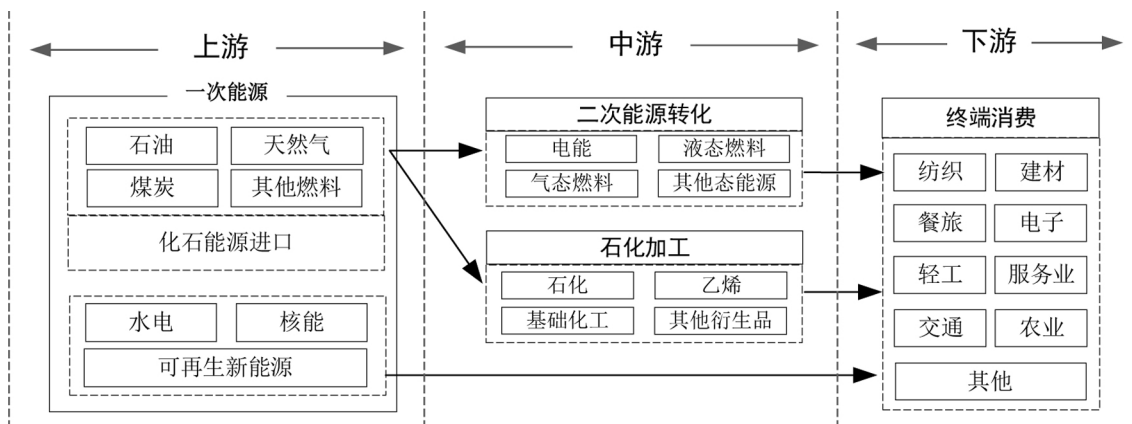 上游
中游
下游
一次能源
石油
天然气
煤炭
其他燃料
化石能源进口
水电
核能
可再生新能源
二次能源转化
电能
液态燃料
气态燃料
其他态能源
石化加工
石化
乙烯
基础化工
其他衍生品
终端消费
纺织
建材
餐旅
电子
轻工
服务业
交通
农业
其他